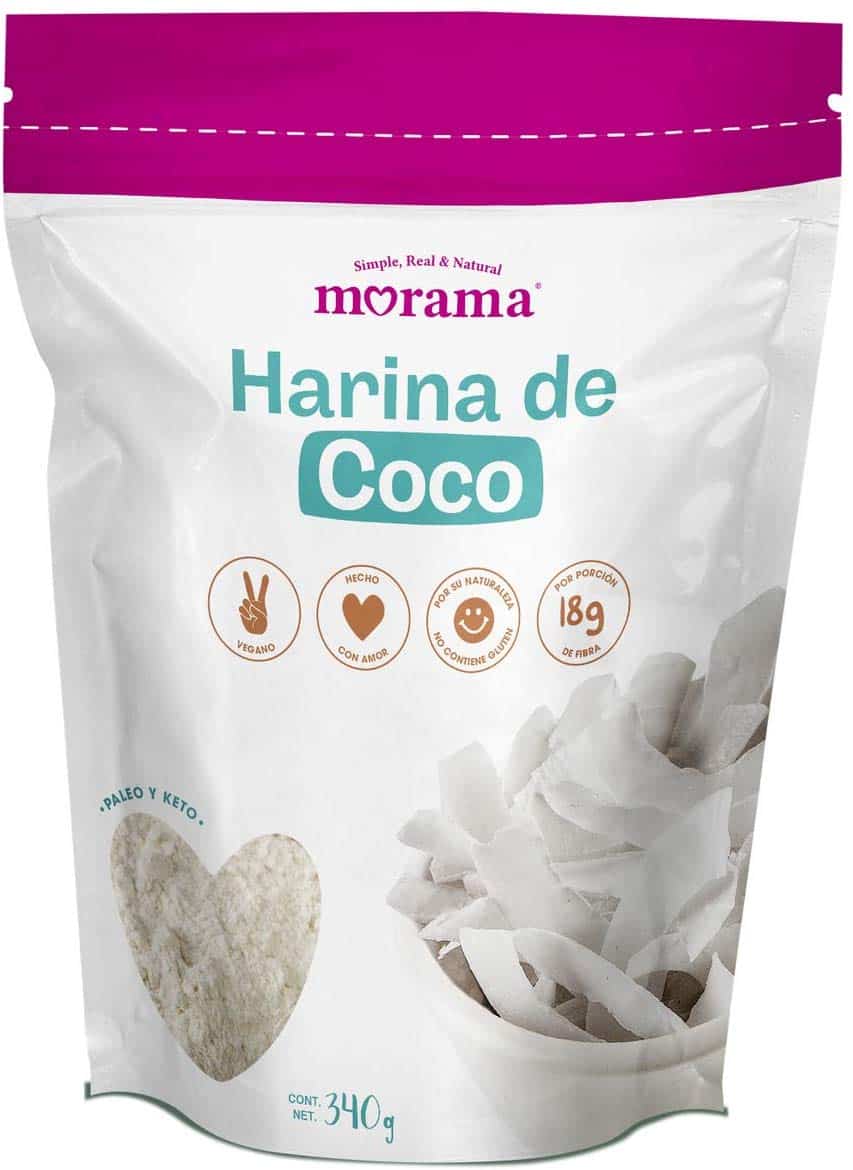 Simple, Real & Natural
morama®
Harina de
Coco
VEGANO
HECHO
CON AMOR
POR SU NATURALEZA
NO CONTIENE GLUTEN
POR PORCIÓN
18g
DE FIBRA
•PALEO Y KETO•
CONT.
NET. 340g